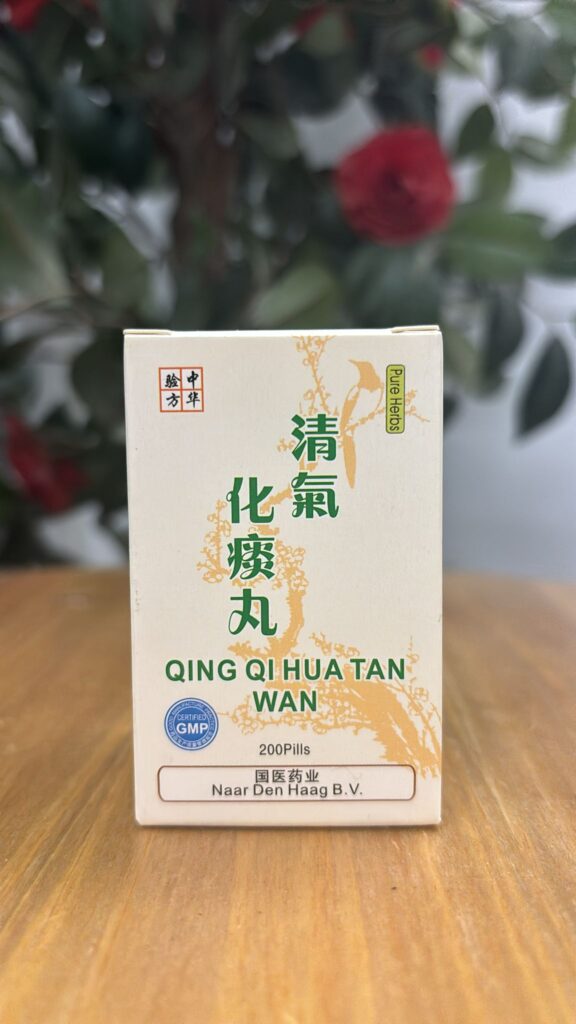 中华
验方
Pure Herbs
清氣
化痰丸
QING QI HUA TAN
WAN
CERTIFIED
GMP
200Pills
国医药业
Naar Den Haag B.V.